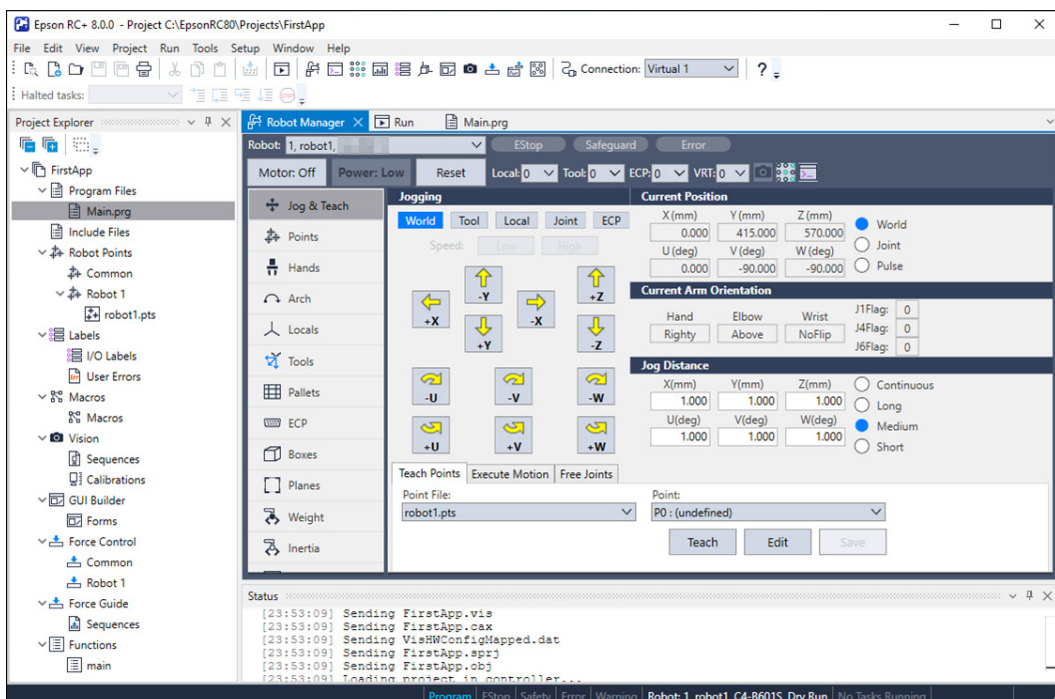 Epson RC+ 8.0.0 - Project C:\EpsonRC80\Projects\FirstApp
File Edit View Project Run Tools Setup Window Help
Connection: Virtual 1 ?
Halted tasks: STOP
Project Explorer
FirstApp
Program Files
Main.prg
Include Files
Robot Points
Common
Robot 1
robot1.pts
Labels
I/O Labels
User Errors
Macros
Macros
Vision
Sequences
Calibrations
GUI Builder
Forms
Force Control
Common
Robot 1
Force Guide
Sequences
Functions
main
Robot Manager Run Main.prg
Robot: 1, robot1, EStop Safeguard Error
Motor: Off Power: Low Reset Local: 0 Tool: 0 ECP: 0 VRT: 0
Jog & Teach
Points
Hands
Arch
Locals
Tools
Pallets
ECP
Boxes
Planes
Weight
Inertia
Jogging
World Tool Local Joint ECP
Speed: Low High
-Y +Z
+X -X
+Y -Z
-U -V -W
+U +V +W
Current Position
X (mm) Y (mm) Z (mm)
0.000 415.000 570.000
U (deg) V (deg) W (deg)
0.000 -90.000 -90.000
World
Joint
Pulse
Current Arm Orientation
Hand Elbow Wrist
Righty Above NoFlip
J1Flag: 0
J4Flag: 0
J6Flag: 0
Jog Distance
X(mm) Y(mm) Z(mm)
1.000 1.000 1.000
U(deg) V(deg) W(deg)
1.000 1.000 1.000
Continuous
Long
Medium
Short
Teach Points Execute Motion Free Joints
Point File: Point:
robot1.pts P0 : (undefined)
Teach Edit Save
Status
[23:53:09] Sending FirstApp.vis
[23:53:09] Sending FirstApp.cax
[23:53:09] Sending VisHWConfigMapped.dat
[23:53:09] Sending FirstApp.sprj
[23:53:09] Sending FirstApp.obj
[23:53:09] Loading project in controller...
Program EStop Safety Error Warning Robot: 1, robot1, C4-B601S, Dry Run No Tasks Running